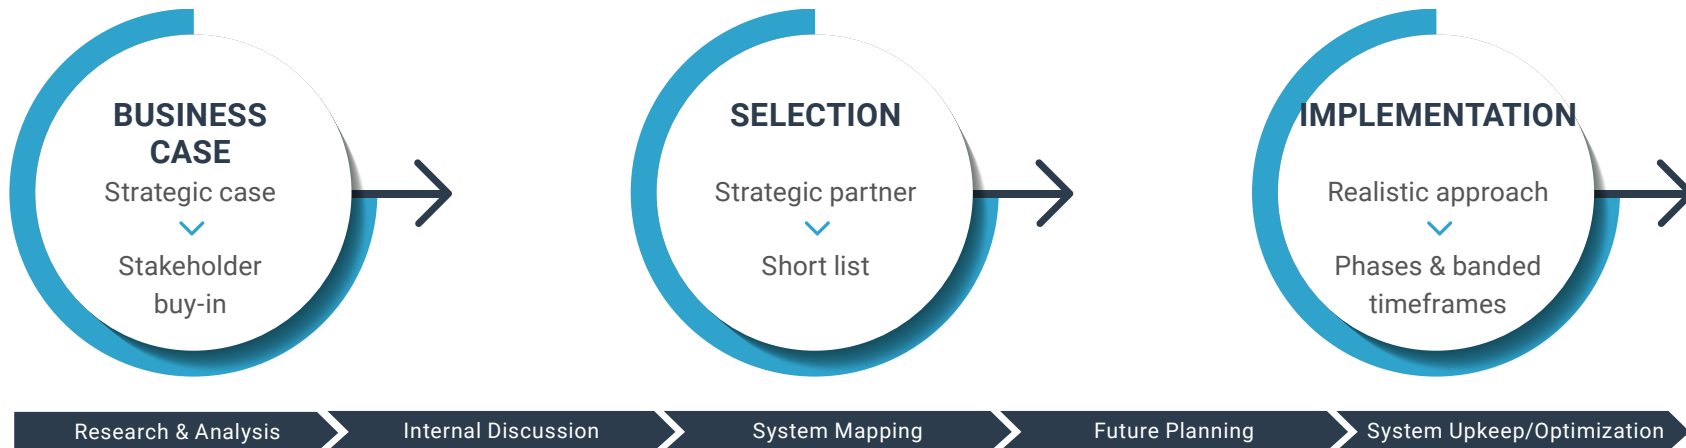 BUSINESS
CASE
Strategic case
Stakeholder
buy-in
SELECTION
Strategic partner
Short list
IMPLEMENTATION
Realistic approach
Phases & banded
timeframes
Research & Analysis
Internal Discussion
System Mapping
Future Planning
System Upkeep/Optimization